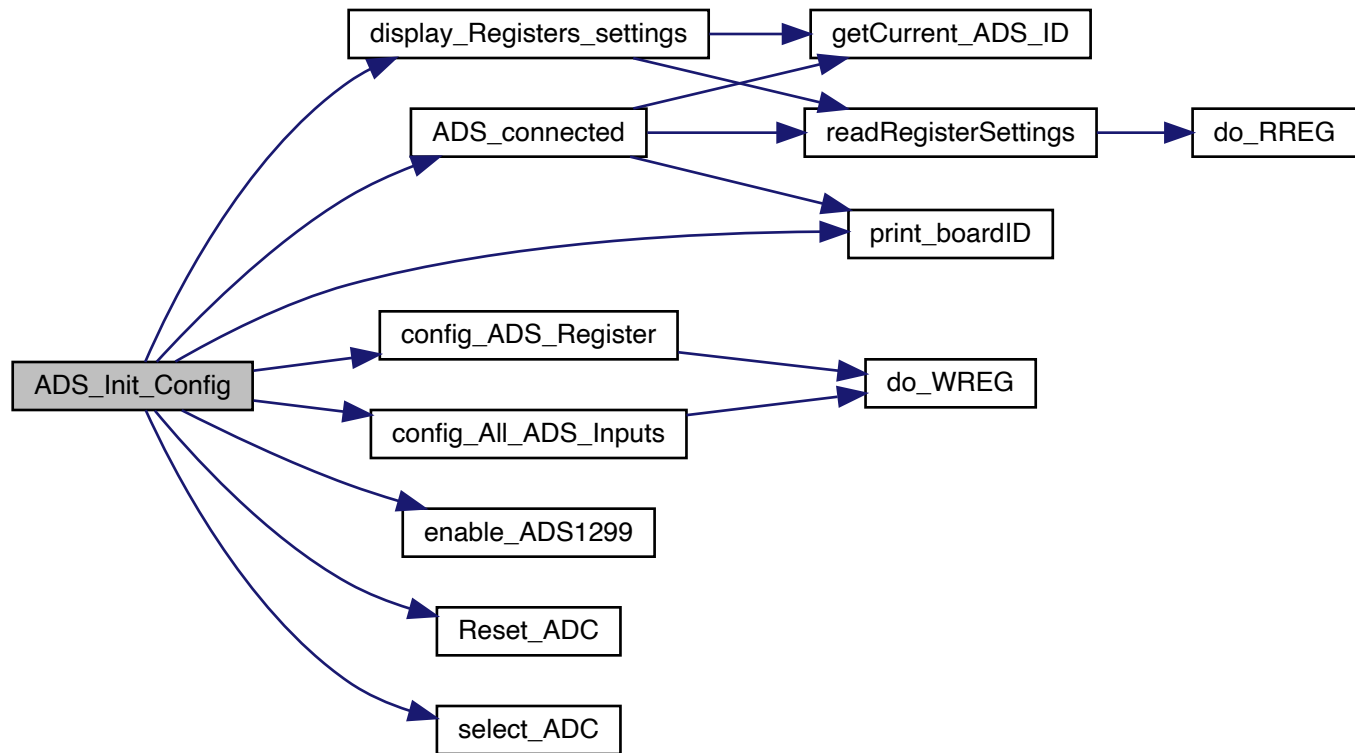 display_Registers_settings
getCurrent_ADS_ID
ADS_connected
readRegisterSettings
do_RREG
print_boardID
config_ADS_Register
ADS_Init_Config
do_WREG
config_All_ADS_Inputs
enable_ADS1299
Reset_ADC
select_ADC